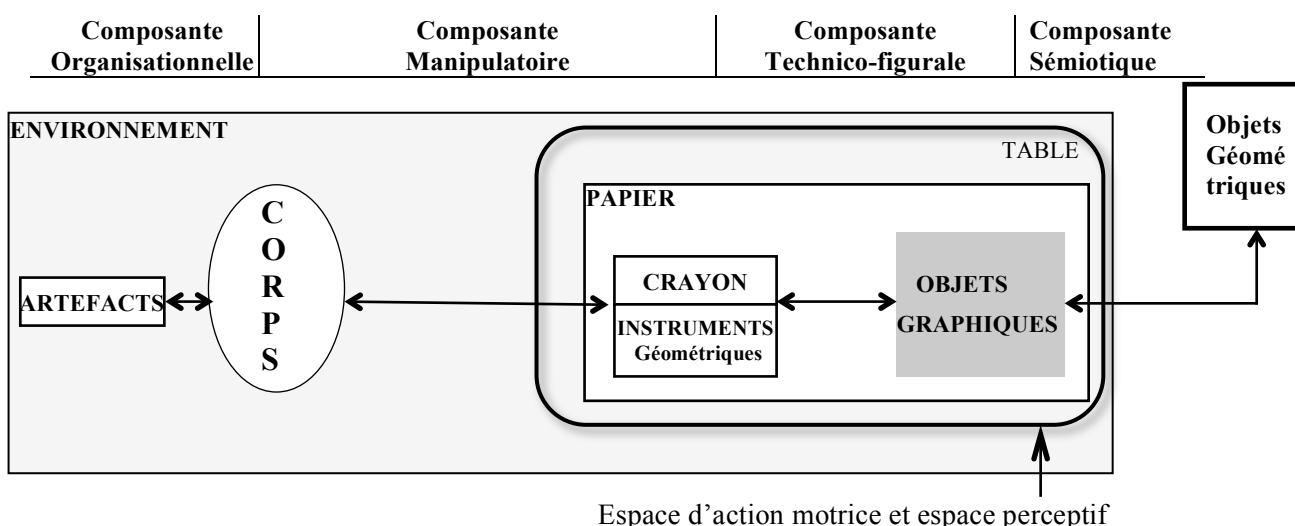 Composante Organisationnelle
Composante Manipulatoire
Composante Technico-figurale
Composante Sémiotique
ENVIRONNEMENT
TABLE
PAPIER
Objets
Géomé
triques
ARTEFACTS
CORPS
CRAYON
INSTRUMENTS
Géométriques
OBJETS
GRAPHIQUES
Espace d'action motrice et espace perceptif